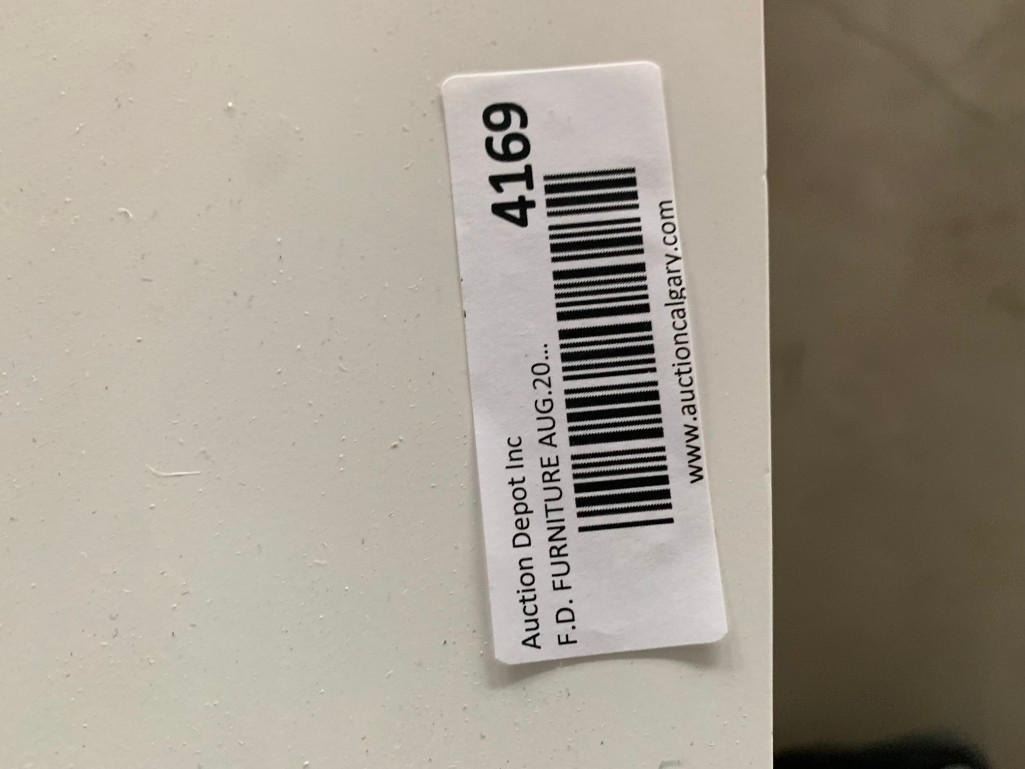 Auction Depot Inc
F.D. FURNITURE AUG.20...
4169
www.auctioncalgary.com